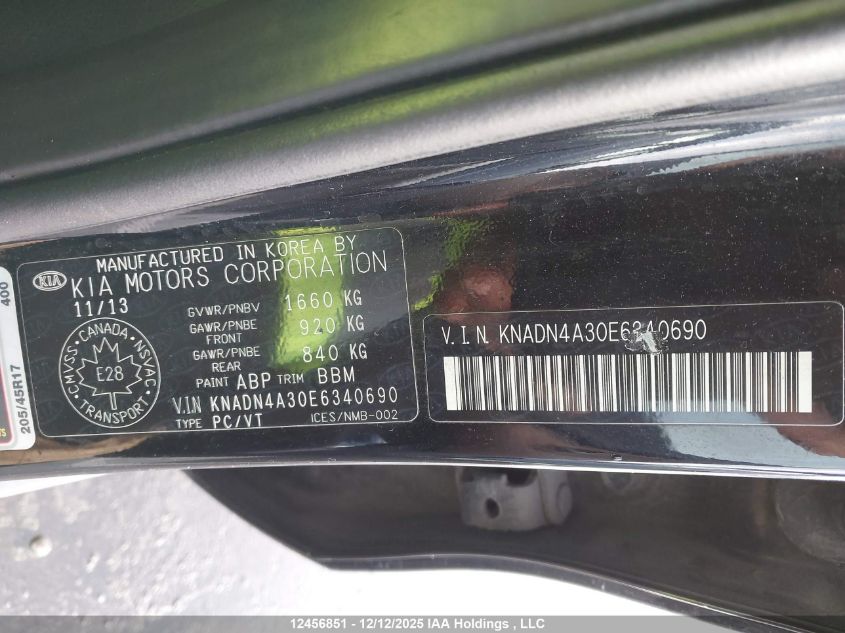 MANUFACTURED IN KOREA BY
KIA KIA MOTORS CORPORATION
11/13
GVWR/PNBV 1660 KG
GAWR/PNBE FRONT 920 KG
GAWR/PNBE REAR 840 KG
PAINT ABP TRIM BBM
V.I.N KNADN4A30E6340690
TYPE PC/VT ICES/NMB-002
CANADA
CMVSS NSVAC
E28
TRANSPORT
V.I.N. KNADN4A30E6340690
400
205/45R17
12456851 - 12/12/2025 IAA Holdings , LLC